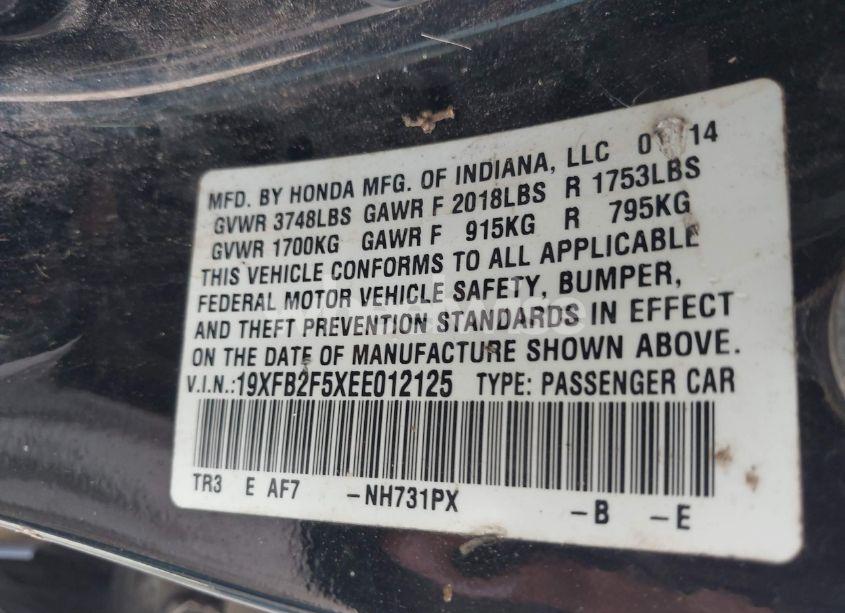 MFD. BY HONDA MFG. OF INDIANA, LLC 14
GVWR 3748LBS GAWR F 2018LBS R 1753LBS
GVWR 1700KG GAWR F 915KG R 795KG
THIS VEHICLE CONFORMS TO ALL APPLICABLE
FEDERAL MOTOR VEHICLE SAFETY, BUMPER,
AND THEFT PREVENTION STANDARDS IN EFFECT
ON THE DATE OF MANUFACTURE SHOWN ABOVE.
V.I.N.:19XFB2F5XEE012125 TYPE: PASSENGER CAR
TR3 E AF7 -NH731PX -B -E